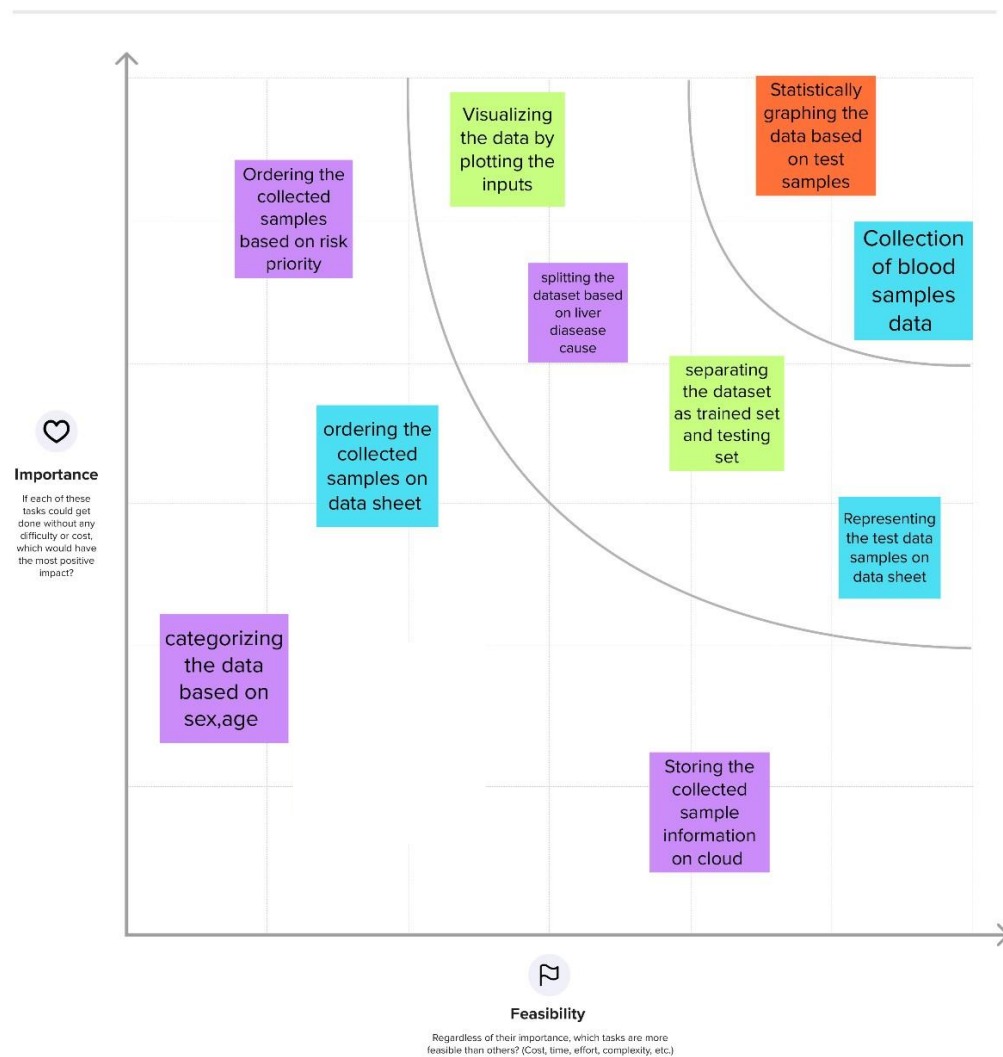 Statistically
graphing the
data based
on test
samples
Visualizing
the data by
plotting the
inputs
Ordering the
collected
samples
based on risk
priority
Collection
of blood
samples
data
splitting the
dataset based
on liver
diasease
cause
separating
the dataset
as trained set
and testing
set
ordering the
collected
samples on
data sheet
Importance
If each of these
tasks could get
done without any
difficulty or cost,
which would have
the most positive
impact?
Representing
the test data
samples on
data sheet
categorizing
the data
based on
sex,age
Storing the
collected
sample
information
on cloud
Feasibility
Regardless of their importance, which tasks are more
feasible than others? (Cost, time, effort, complexity, etc.)